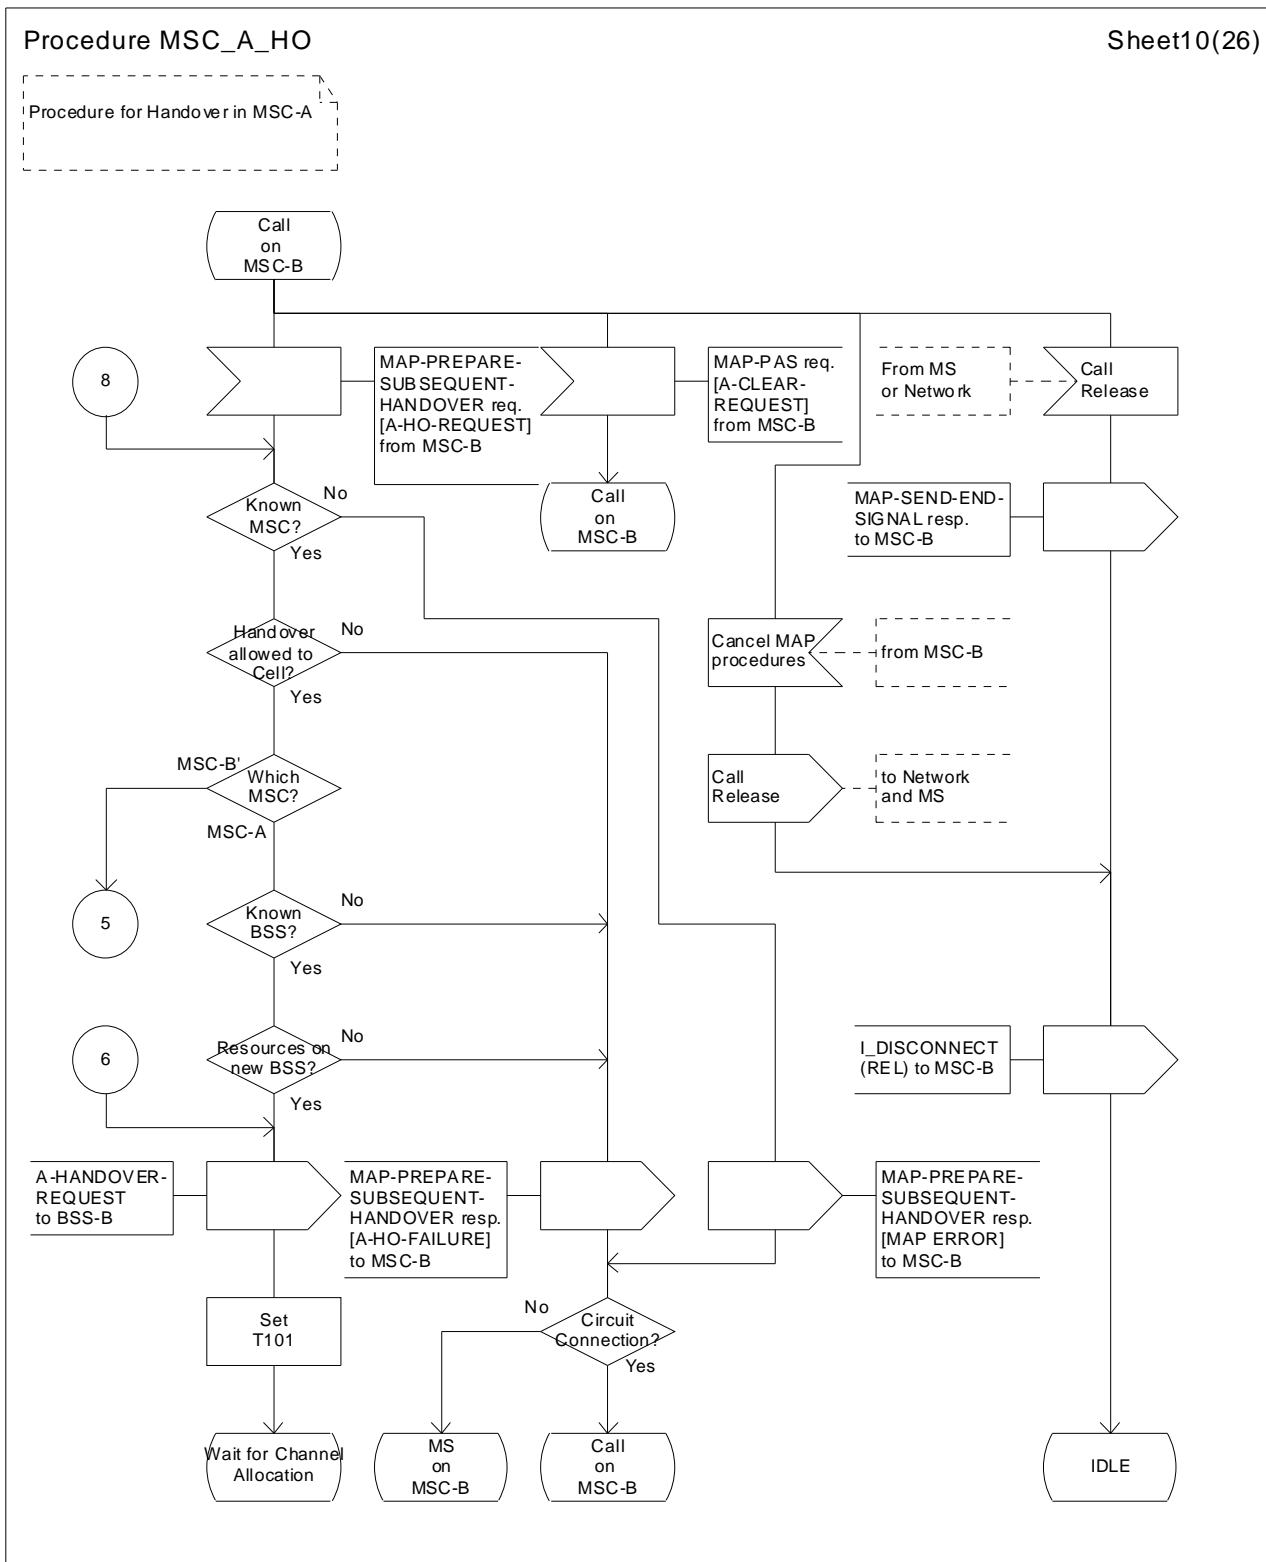 Procedure MSC_A_HO
Sheet10(26)
Procedure for Handover in MSC-A
Call
on
MSC-B
8
MAP-PREPARE-
SUBSEQUENT-
HANDOVER req.
[A-HO-REQUEST]
from MSC-B
MAP-PAS req.
[A-CLEAR-
REQUEST]
from MSC-B
From MS
or Network
Call
Release
Known
MSC?
No
Yes
Call
on
MSC-B
MAP-SEND-END-
SIGNAL resp.
to MSC-B
Handover
allowed to
Cell?
No
Yes
Cancel MAP
procedures
from MSC-B
MSC-B'
Which
MSC?
MSC-A
Call
Release
to Network
and MS
5
Known
BSS?
No
Yes
6
Resources on
new BSS?
No
Yes
I_DISCONNECT
(REL) to MSC-B
A-HANDOVER-
REQUEST
to BSS-B
MAP-PREPARE-
SUBSEQUENT-
HANDOVER resp.
[A-HO-FAILURE]
to MSC-B
MAP-PREPARE-
SUBSEQUENT-
HANDOVER resp.
[MAP ERROR]
to MSC-B
Set
T101
No
Circuit
Connection?
Yes
Wait for Channel
Allocation
MS
on
MSC-B
Call
on
MSC-B
IDLE